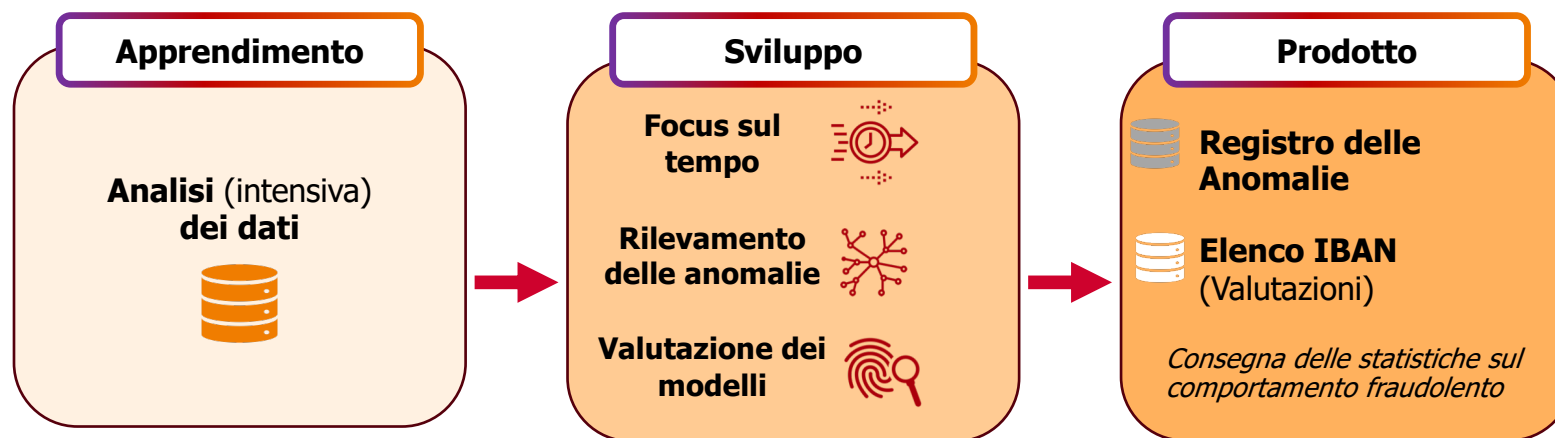 Apprendimento
Analisi (intensiva)
dei dati
Sviluppo
Focus sul
tempo
Rilevamento
delle anomalie
Valutazione dei
modelli
Prodotto
Registro delle
Anomalie
Elenco IBAN
(Valutazioni)
Consegna delle statistiche sul
comportamento fraudolento